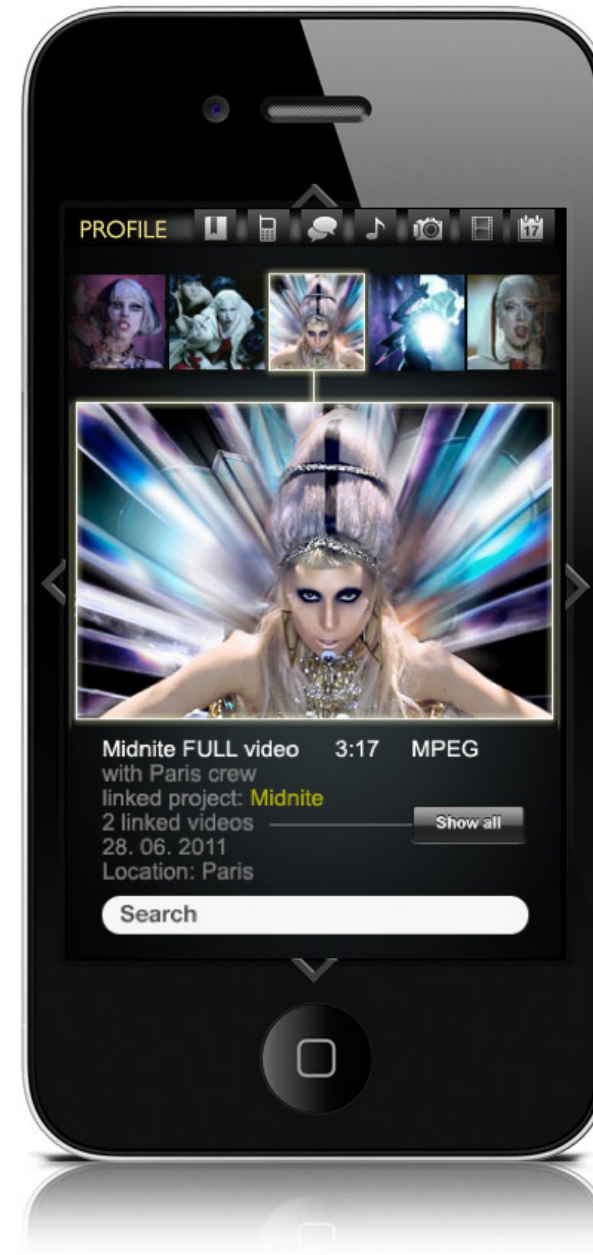 PROFILE
17
Midnite FULL video 3:17 MPEG
with Paris crew
linked project: Midnite
2 linked videos Show all
28. 06. 2011
Location: Paris
Search